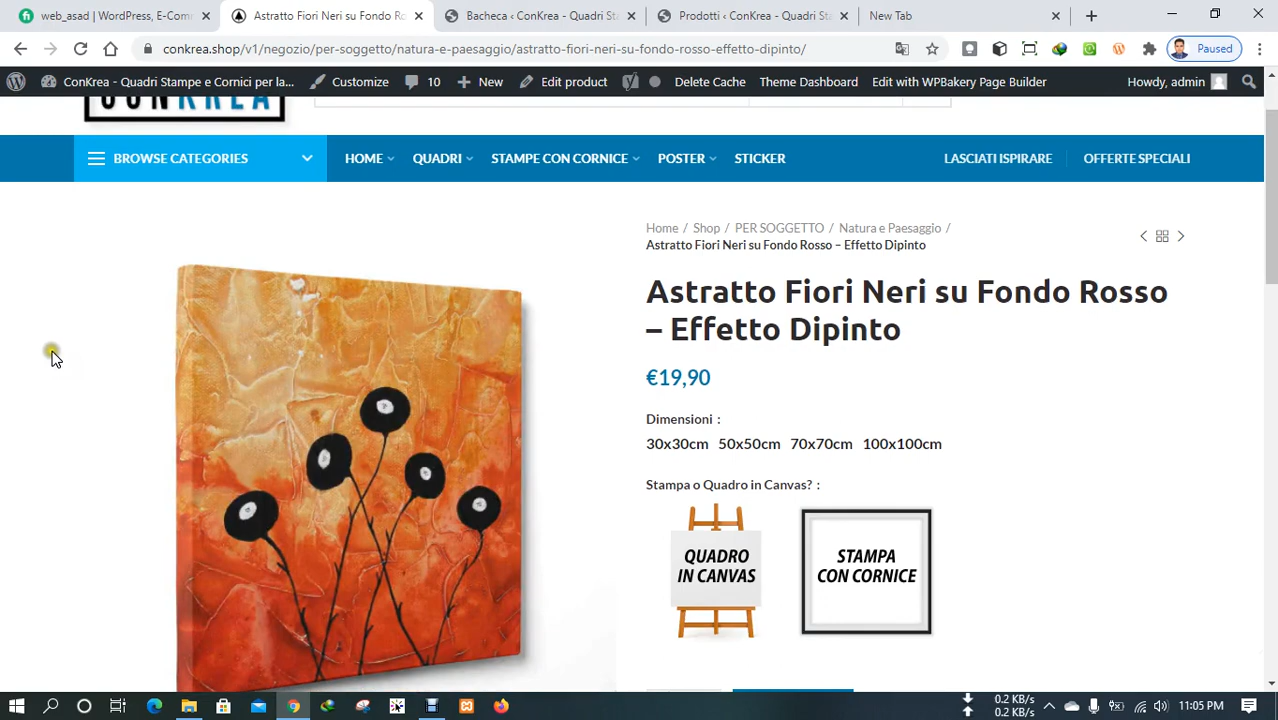 web_asad | WordPress, E-Com
Astratto Fiori Neri su Fondo Ro
Bacheca ‹ ConKrea - Quadri Sta
Prodotti ‹ ConKrea - Quadri Sta
New Tab
conkrea.shop/v1/negozio/per-soggetto/natura-e-paesaggio/astratto-fiori-neri-su-fondo-rosso-effetto-dipinto/
Paused
ConKrea - Quadri Stampe e Cornici per la...
Customize
10
New
Edit product
Delete Cache
Theme Dashboard
Edit with WPBakery Page Builder
Howdy, admin
CONKREA
BROWSE CATEGORIES
HOME
QUADRI
STAMPE CON CORNICE
POSTER
STICKER
LASCIATI ISPIRARE
OFFERTE SPECIALI
Home / Shop / PER SOGGETTO / Natura e Paesaggio /
Astratto Fiori Neri su Fondo Rosso – Effetto Dipinto
Astratto Fiori Neri su Fondo Rosso
– Effetto Dipinto
€19,90
Dimensioni :
30x30cm 50x50cm 70x70cm 100x100cm
Stampa o Quadro in Canvas? :
QUADRO
IN CANVAS
STAMPA
CON CORNICE
0.2 KB/s
0.2 KB/s
11:05 PM